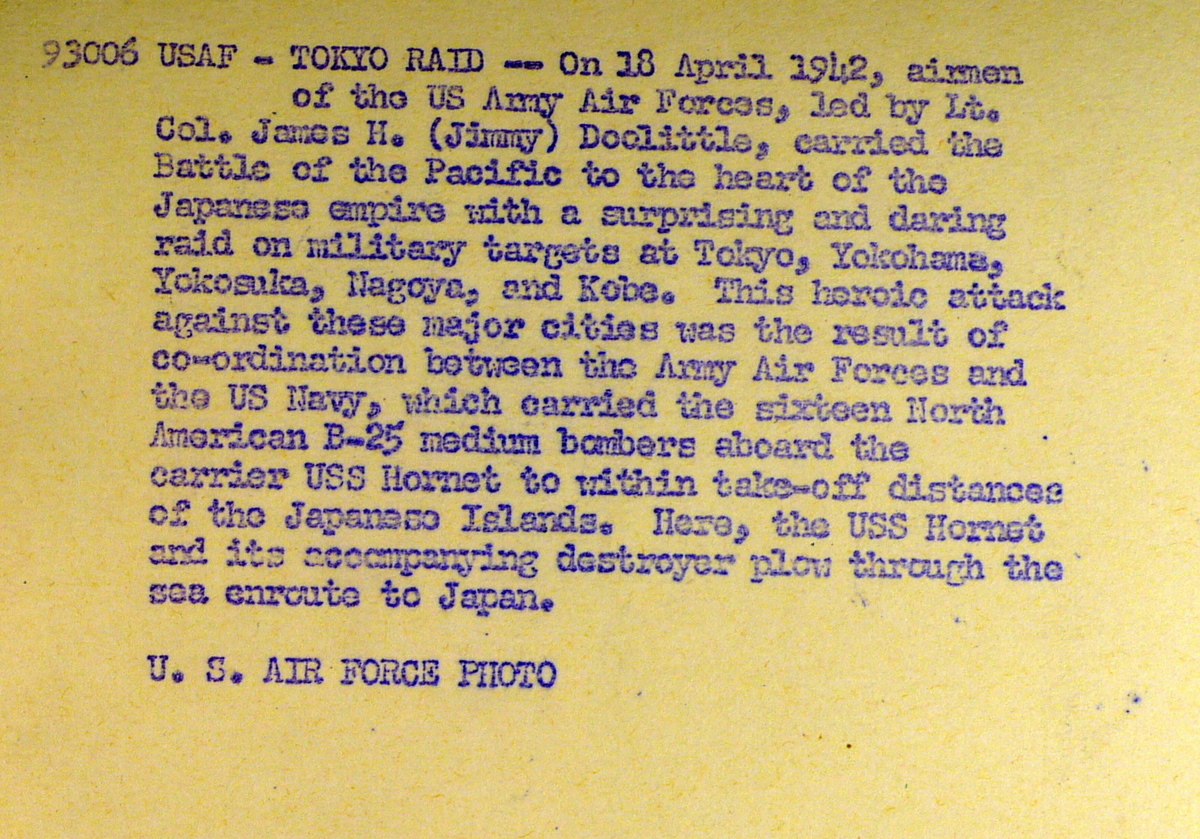 93006 USAF - TOKYO RAID -- On 18 April 1942, airmen
of the US Army Air Forces, led by Lt.
Col. James H. (Jimmy) Doolittle, carried the
Battle of the Pacific to the heart of the
Japanese empire with a surprising and daring
raid on military targets at Tokyo, Yokohama,
Yokosuka, Nagoya, and Kobe. This heroic attack
against these major cities was the result of
co-ordination between the Army Air Forces and
the US Navy, which carried the sixteen North
American B-25 medium bombers aboard the
carrier USS Hornet to within take-off distances
of the Japanese Islands. Here, the USS Hornet
and its accompanying destroyer plow through the
sea enroute to Japan.
U. S. AIR FORCE PHOTO